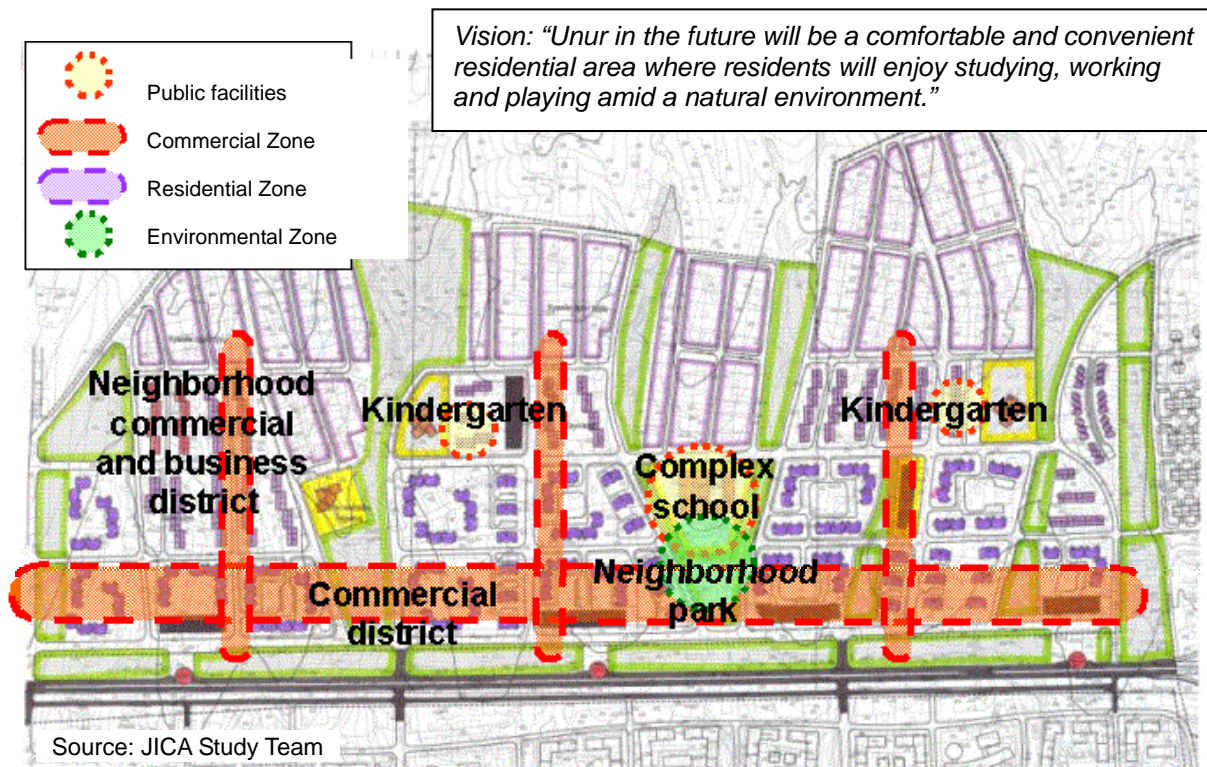 Vision: “Unur in the future will be a comfortable and convenient
residential area where residents will enjoy studying, working
and playing amid a natural environment.”
Public facilities
Commercial Zone
Residential Zone
Environmental Zone
Neighborhood
commercial
and business
district
Kindergarten
Kindergarten
Complex
school
Neighborhood
park
Commercial
district
Source: JICA Study Team